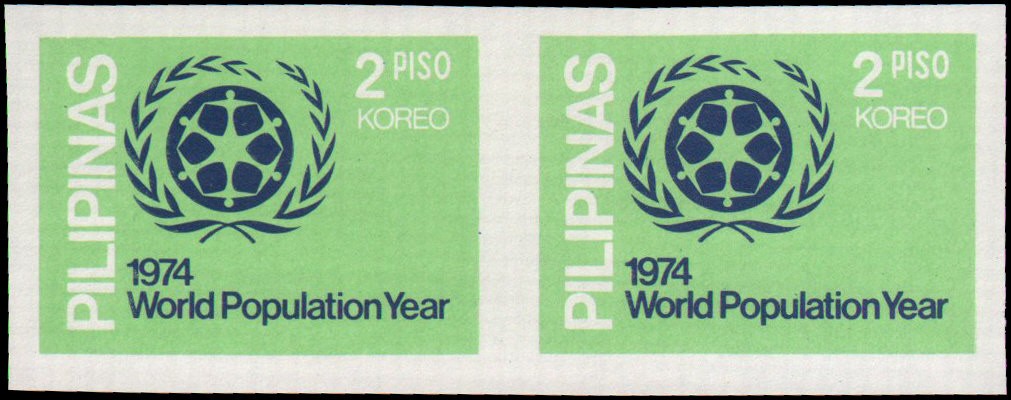 PILIPINAS
2 PISO
KOREO
1974
World Population Year
PILIPINAS
2 PISO
KOREO
1974
World Population Year